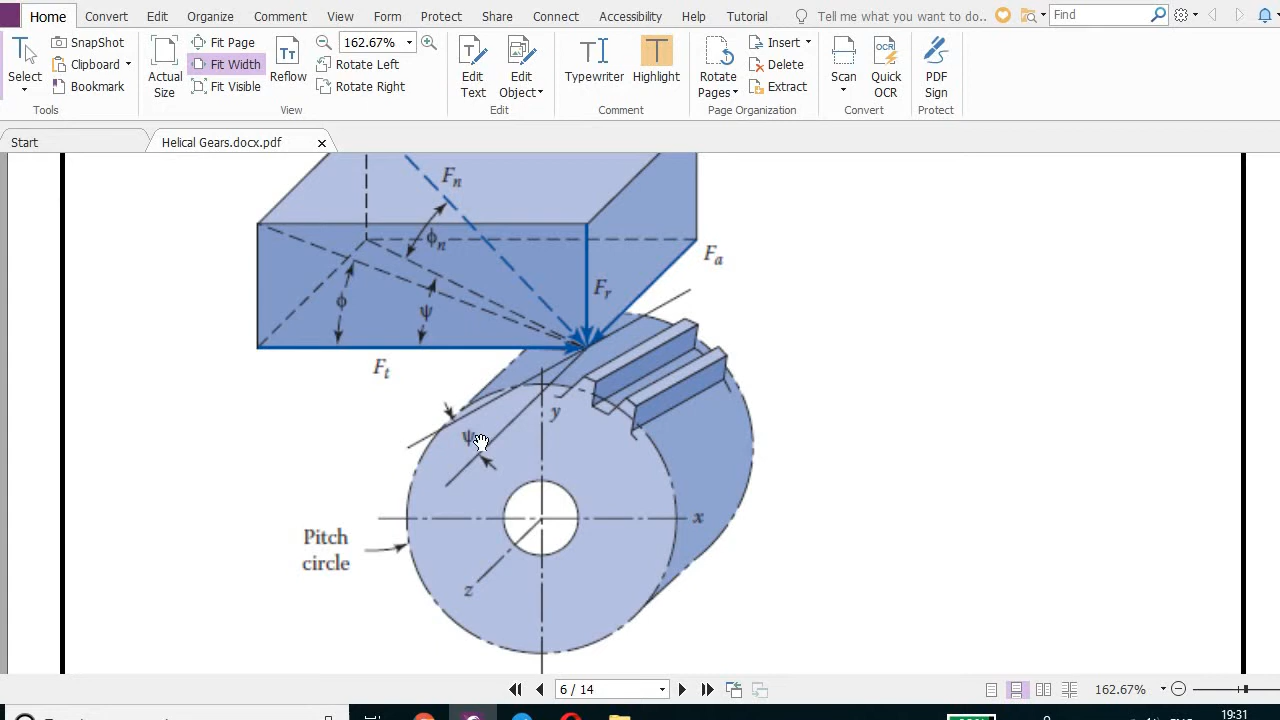 Home Convert Edit Organize Comment View Form Protect Share Connect Accessibility Help Tutorial Tell me what you want to do.. Find
Select
Tools
SnapShot
Clipboard
Bookmark
Actual Size
Fit Page
Fit Width
Fit Visible
Reflow
162.67%
Rotate Left
Rotate Right
View
Edit Text
Edit Object
Edit
Typewriter
Highlight
Comment
Rotate Pages
Insert
Delete
Extract
Page Organization
Scan
OCR
Quick OCR
Convert
PDF Sign
Protect
Start
Helical Gears.docx.pdf
Fn
ϕn
Fa
Fr
ϕ
ψ
Ft
y
ψ
x
Pitch
circle
z
6 / 14
162.67%
19:31